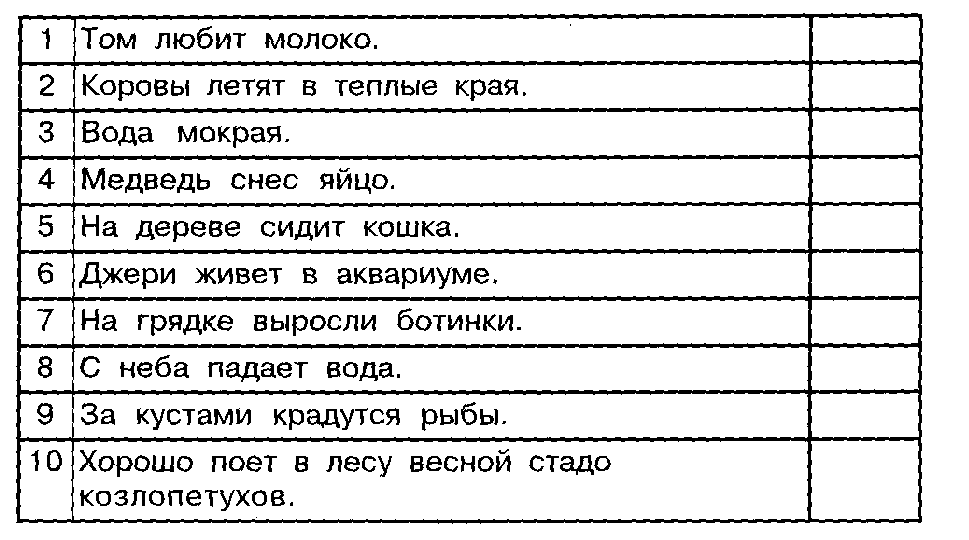 1 Том любит молоко.
2 Коровы летят в теплые края.
3 Вода мокрая.
4 Медведь снес яйцо.
5 На дереве сидит кошка.
6 Джери живет в аквариуме.
7 На грядке выросли ботинки.
8 С неба падает вода.
9 За кустами крадутся рыбы.
10 Хорошо поет в лесу весной стадо
козлопетухов.